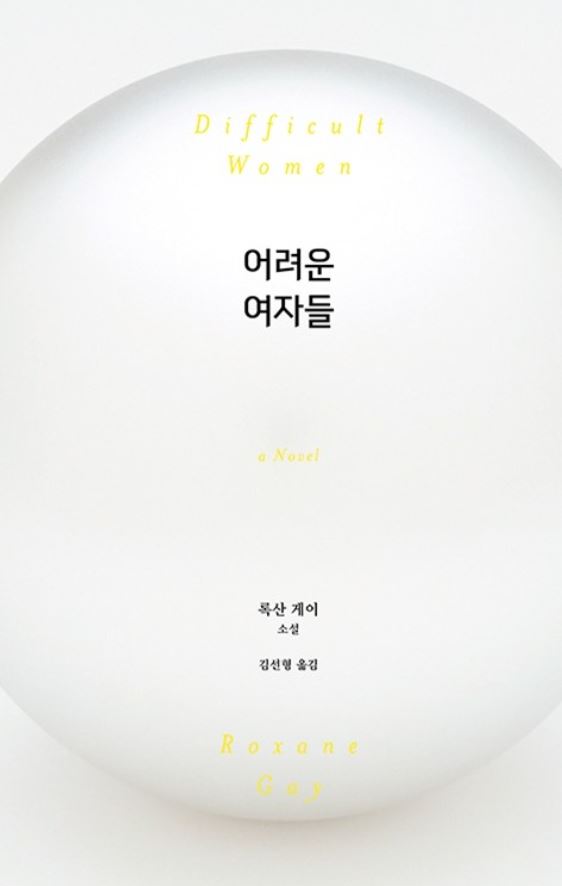 Difficult
Women
어려운
여자들
a Novel
록산 게이
소설
김선형 옮김
Roxane
Gay